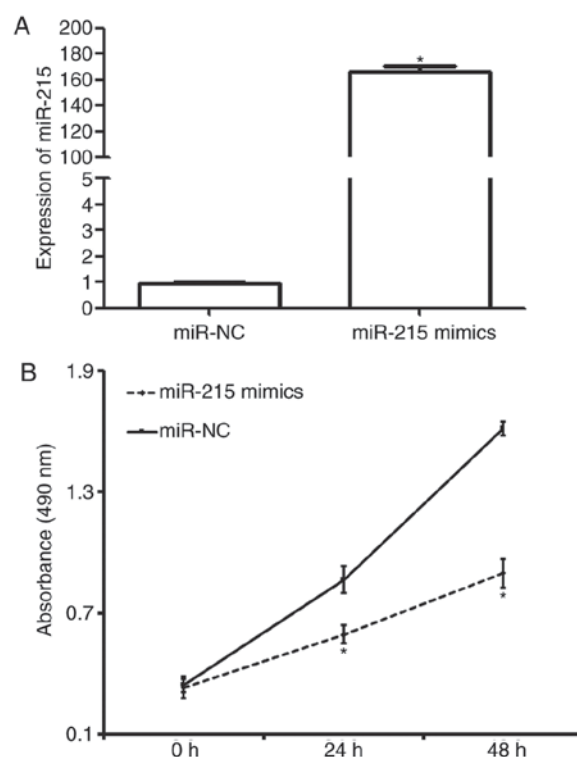 A
Expression of miR-215
200
180
160
140
120
100
5
4
3
2
1
0
*
miR-NC
miR-215 mimics
B
Absorbance (490 nm)
1.9
1.3
0.7
0.1
miR-215 mimics
miR-NC
*
*
0 h
24 h
48 h